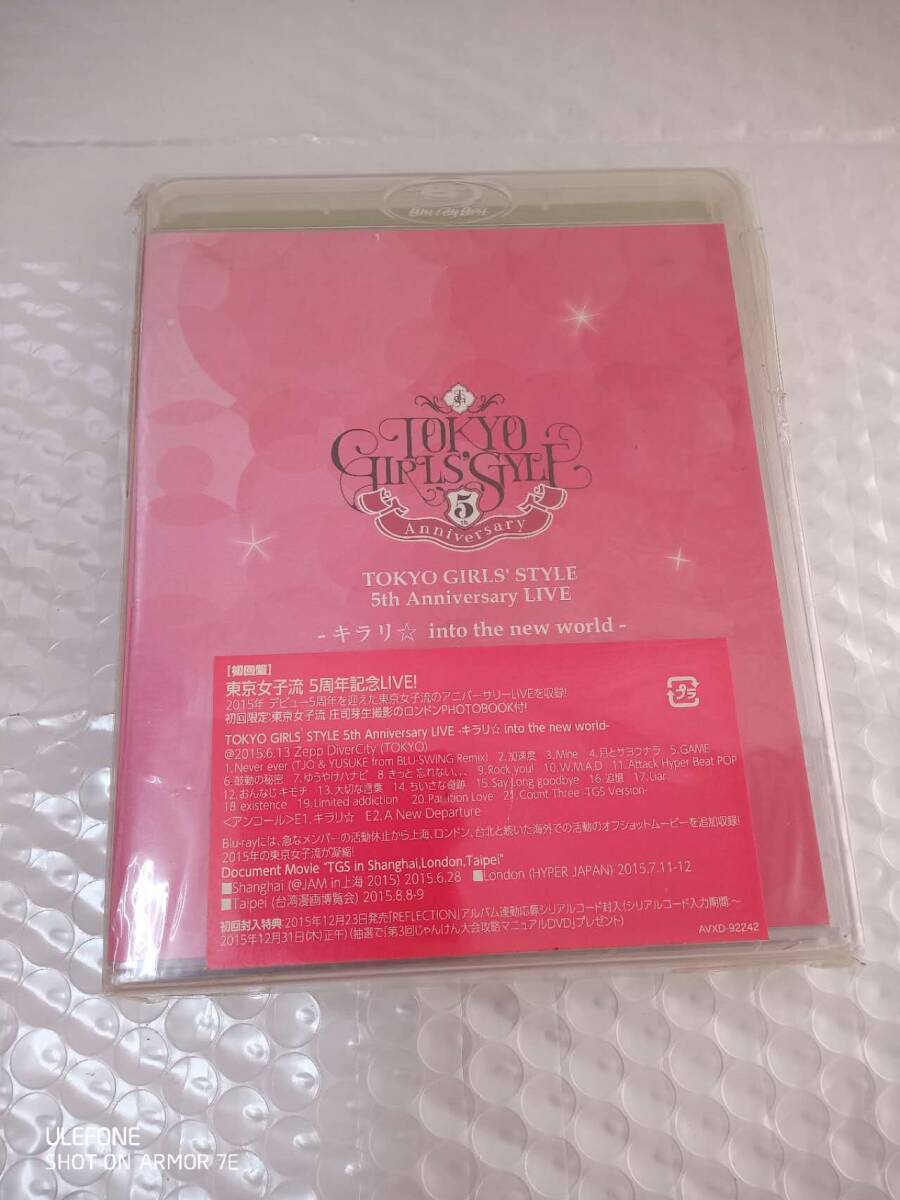 Blu-ray Disc
TOKYO
GIRLS' STYLE
5
th
Anniversary
TOKYO GIRLS' STYLE
5th Anniversary LIVE
- キラリ☆ into the new world -
【初回盤】
東京女子流 5周年記念LIVE!
2015年 デビュー5周年を迎えた東京女子流のアニバーサリーLIVEを収録!
初回限定:東京女子流 庄司芽生撮影のロンドンPHOTOBOOK付!
プラ
TOKYO GIRLS' STYLE 5th Anniversary LIVE -キラリ☆ into the new world-
@2015.6.13 Zepp DiverCity (TOKYO)
1.Never ever (TJO & YUSUKE from BLU-SWING Remix) 2.加速度 3.Mine 4.月とサヨウナラ 5.GAME
6.鼓動の秘密 7.ゆうやけハナビ 8.きっと 忘れない、、、 9.Rock you! 10.W.M.A.D 11.Attack Hyper Beat POP
12.おんなじキモチ 13.大切な言葉 14.ちいさな奇跡 15.Say long goodbye 16.追憶 17.Liar
18.existence 19.Limited addiction 20.Partition Love 21.Count Three -TGS Version-
<アンコール>E1.キラリ☆ E2.A New Departure
Blu-rayには、急なメンバーの活動休止から上海、ロンドン、台北と続いた海外での活動のオフショットムービーを追加収録!
2015年の東京女子流が凝縮!
Document Movie "TGS in Shanghai,London,Taipei"
■Shanghai (@JAM in上海 2015) 2015.6.28 ■London (HYPER JAPAN) 2015.7.11-12
■Taipei (台湾漫画博覧会) 2015.8.8-9
初回封入特典:2015年12月23日発売「REFLECTION」アルバム連動応募シリアルコード封入(シリアルコード入力期間:~
2015年12月31日(木)正午)(抽選で「第3回じゃんけん大会攻略マニュアルDVD」プレゼント)
AVXD-92242
ULEFONE
SHOT ON ARMOR 7E